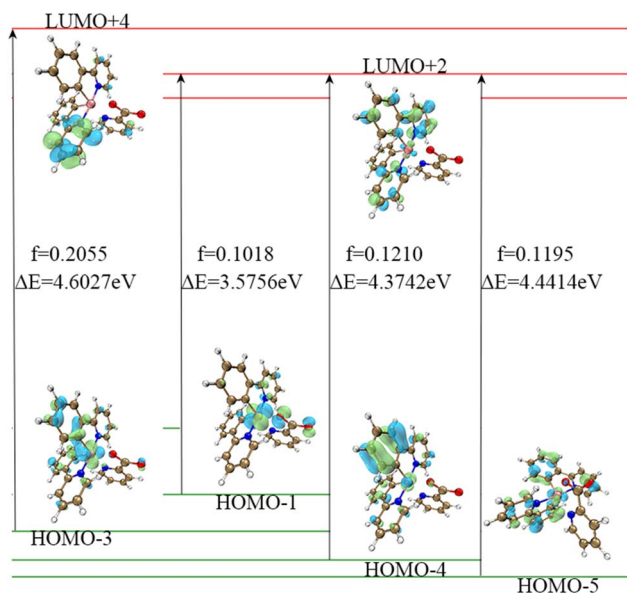 LUMO+4
LUMO+2
f=0.2055
ΔE=4.6027eV
f=0.1018
ΔE=3.5756eV
f=0.1210
ΔE=4.3742eV
f=0.1195
ΔE=4.4414eV
HOMO-1
HOMO-3
HOMO-4
HOMO-5